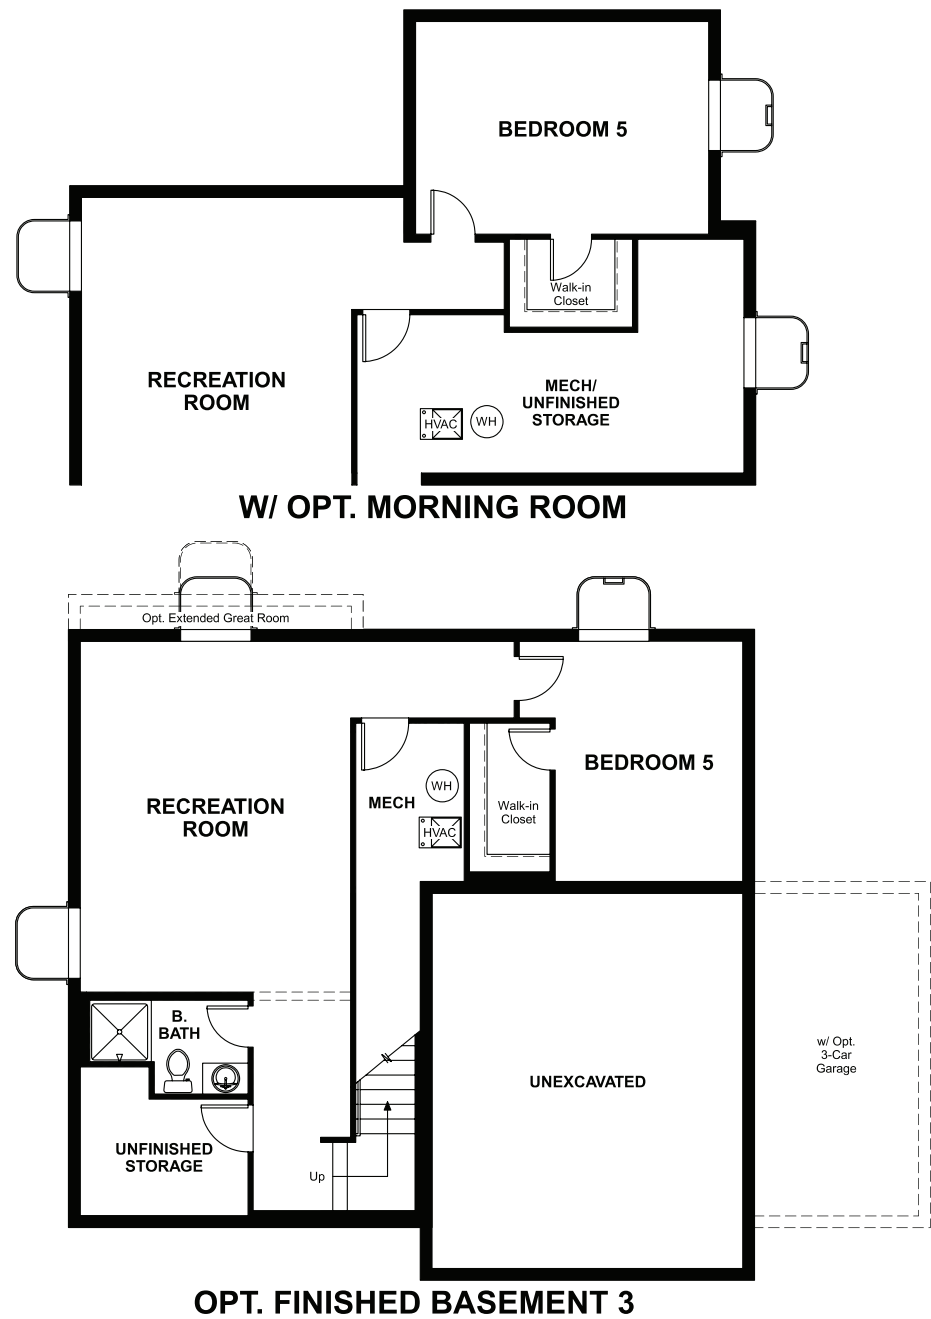 BEDROOM 5
Walk-in
Closet
RECREATION
ROOM
MECH/
UNFINISHED
STORAGE
HVAC
WH
W/ OPT. MORNING ROOM
Opt. Extended Great Room
BEDROOM 5
RECREATION
ROOM
MECH
WH
HVAC
Walk-in
Closet
B.
BATH
UNFINISHED
STORAGE
Up
UNEXCAVATED
w/ Opt.
3-Car
Garage
OPT. FINISHED BASEMENT 3